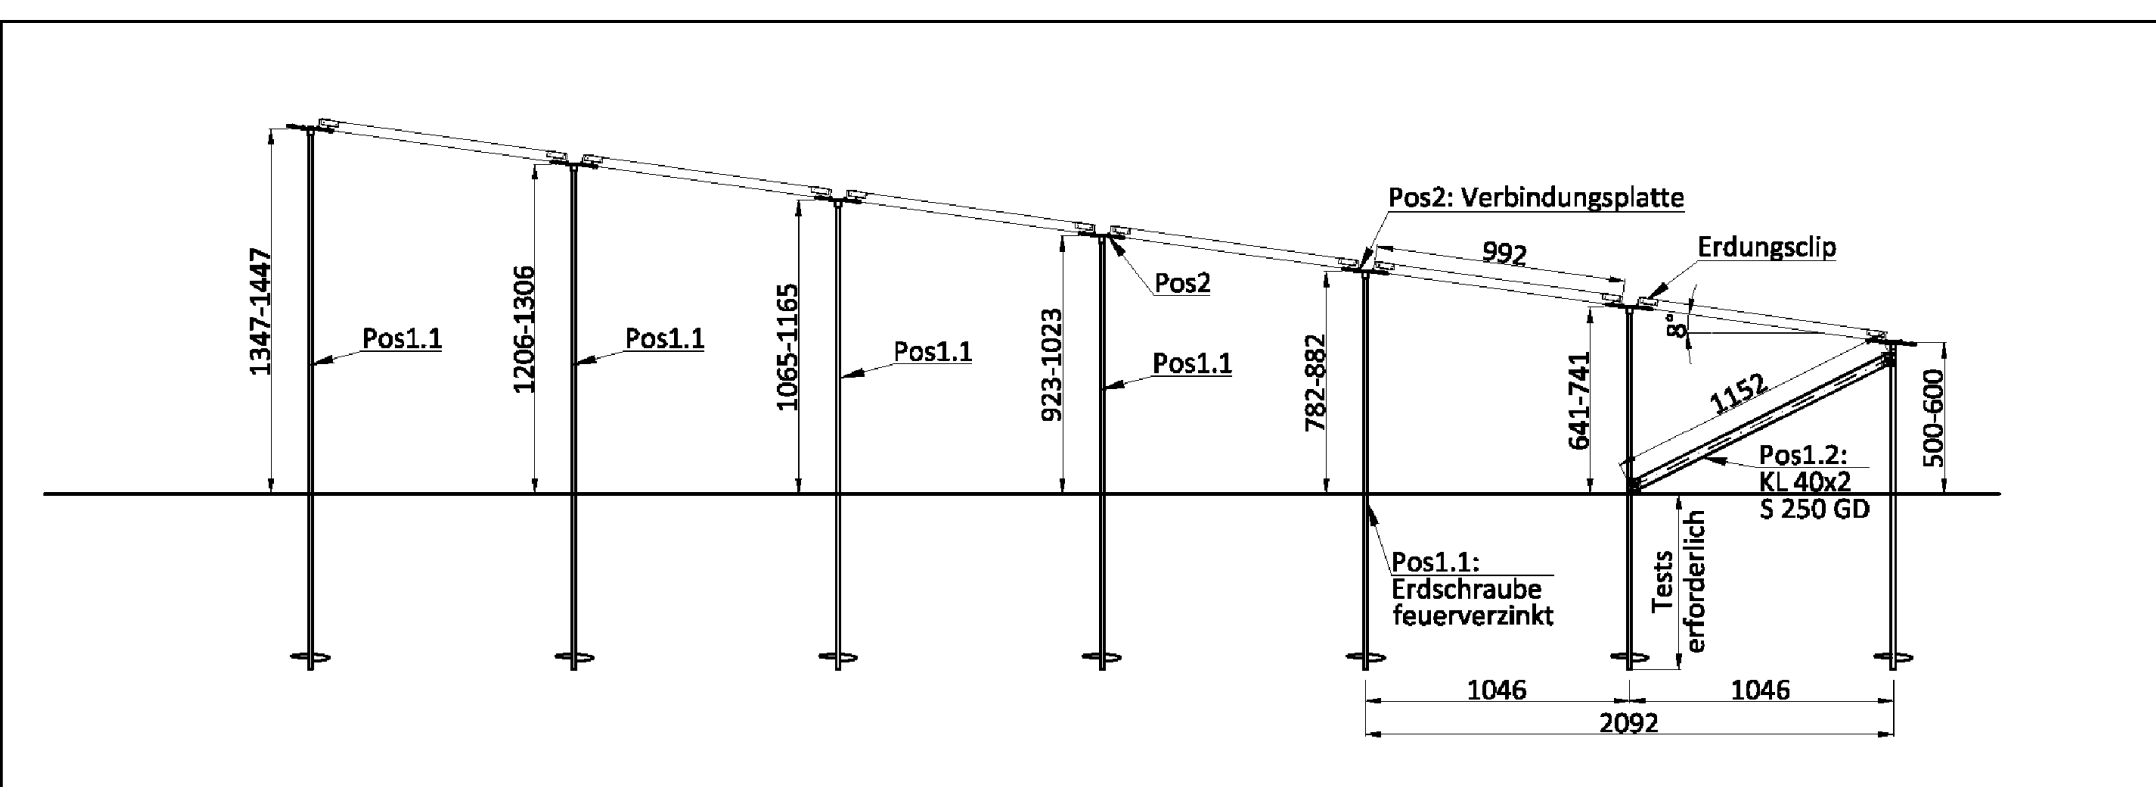 Pos2: Verbindungsplatte
992
Erdungsclip
1347-1447
1206-1306
1065-1165
923-1023
782-882
641-741
500-600
Pos2
8°
Pos1.1
Pos1.1
Pos1.1
Pos1.1
1152
Pos1.2:
KL 40x2
S 250 GD
Pos1.1:
Erdschraube
feuerverzinkt
Tests
erforderlich
1046
1046
2092